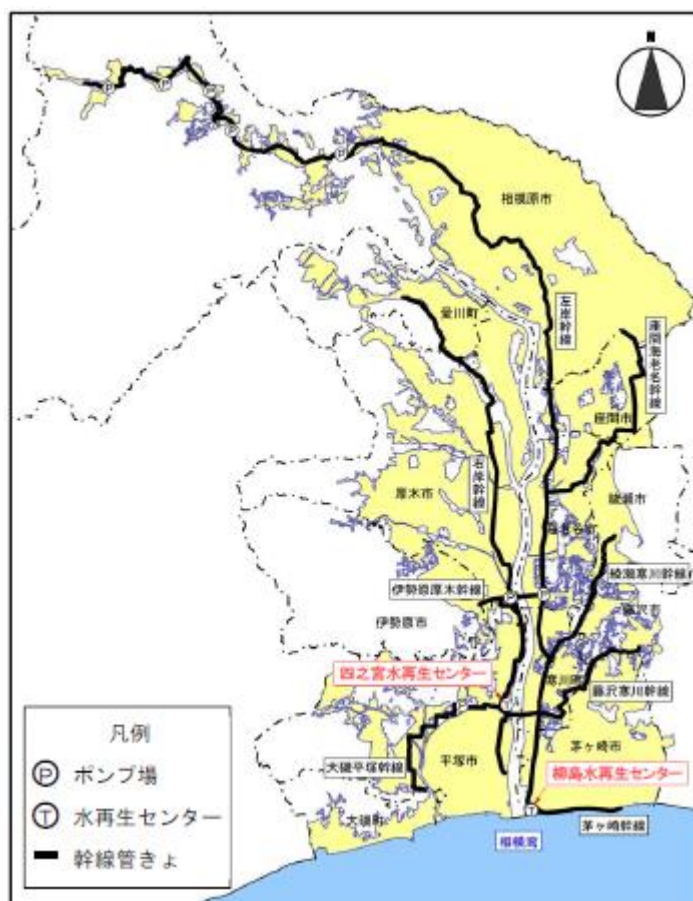 N
P
P
P
P
P
相模原市
愛川町
左岸幹線
座間海老名幹線
座間市
右岸幹線
厚木市
綾瀬市
綾瀬寒川幹線
伊勢原厚木幹線
P
P
藤沢市
伊勢原市
四之宮水再生センター
寒川町
藤沢寒川幹線
P
T
大磯平塚幹線
平塚市
茅ヶ崎市
柳島水再生センター
大磯町
T
相模湾
茅ヶ崎幹線
凡例
P ポンプ場
T 水再生センター
幹線管きょ